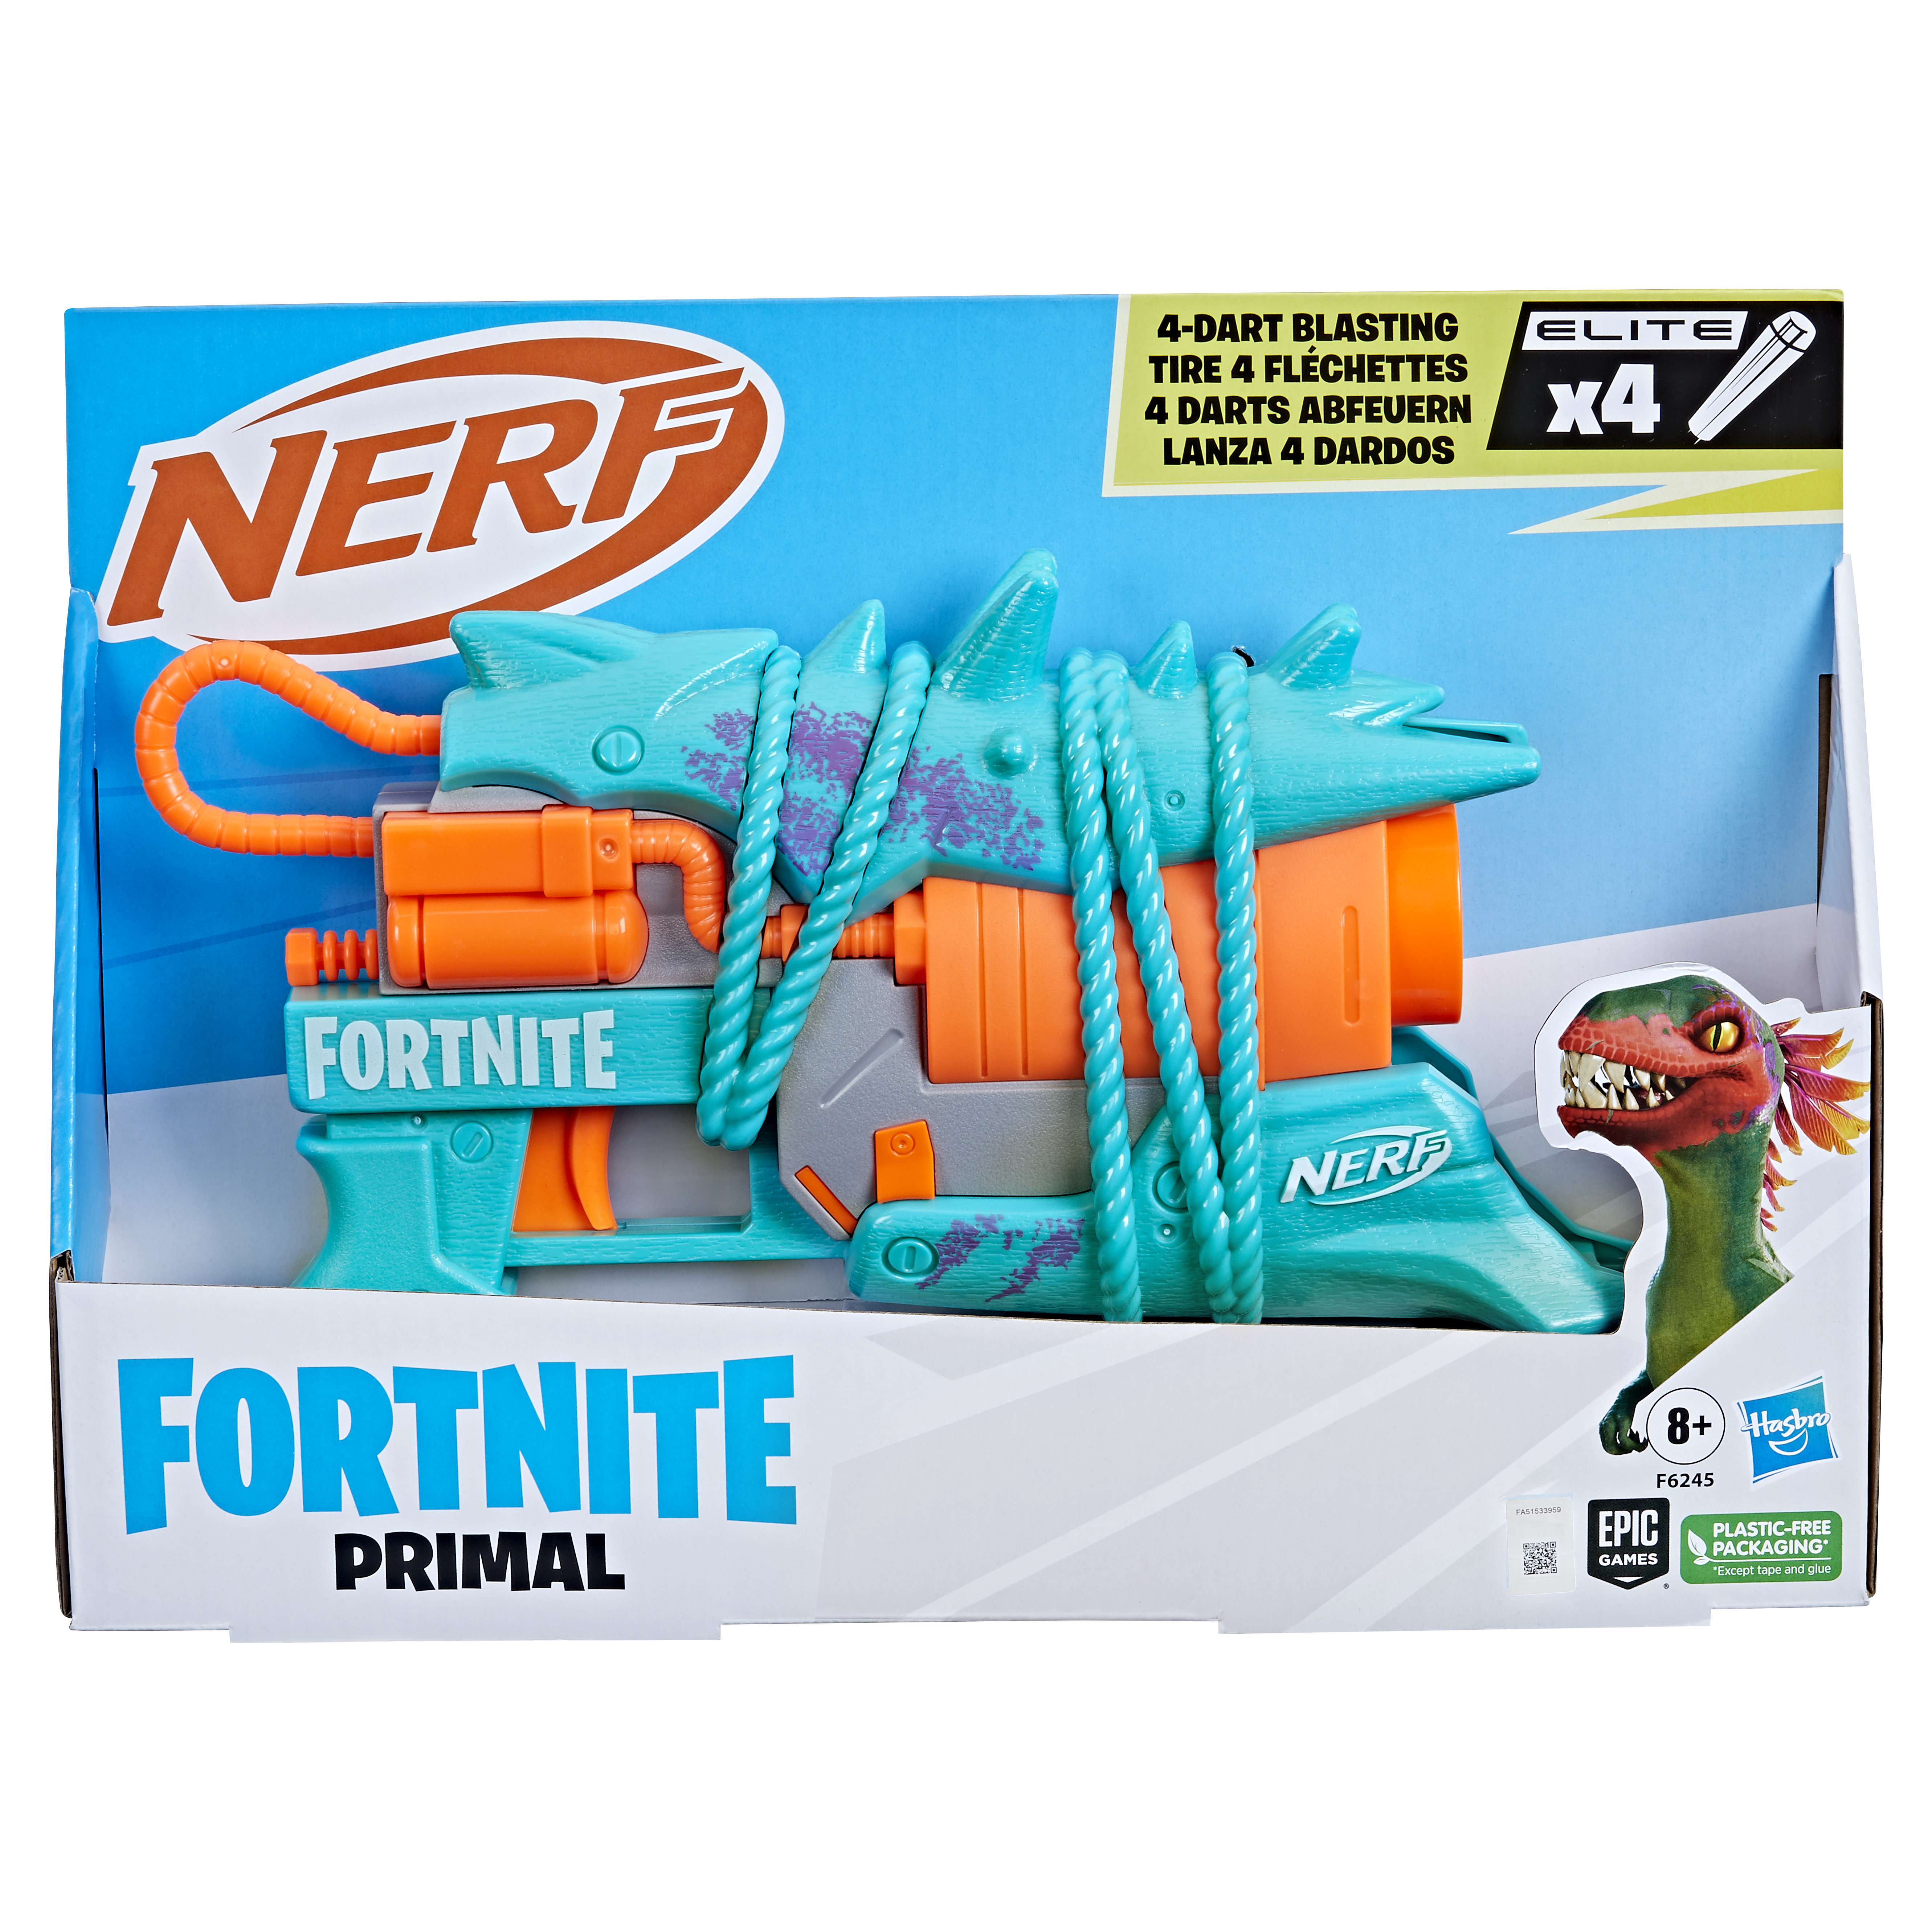 NERF
4-DART BLASTING
TIRE 4 FLÉCHETTES
4 DARTS ABFEUERN
LANZA 4 DARDOS
ELITE
x4
FORTNITE
NERF
FORTNITE
PRIMAL
8+
F6245
Hasbro
FA51533959
EPIC
GAMES
PLASTIC-FREE
PACKAGING*
*Except tape and glue